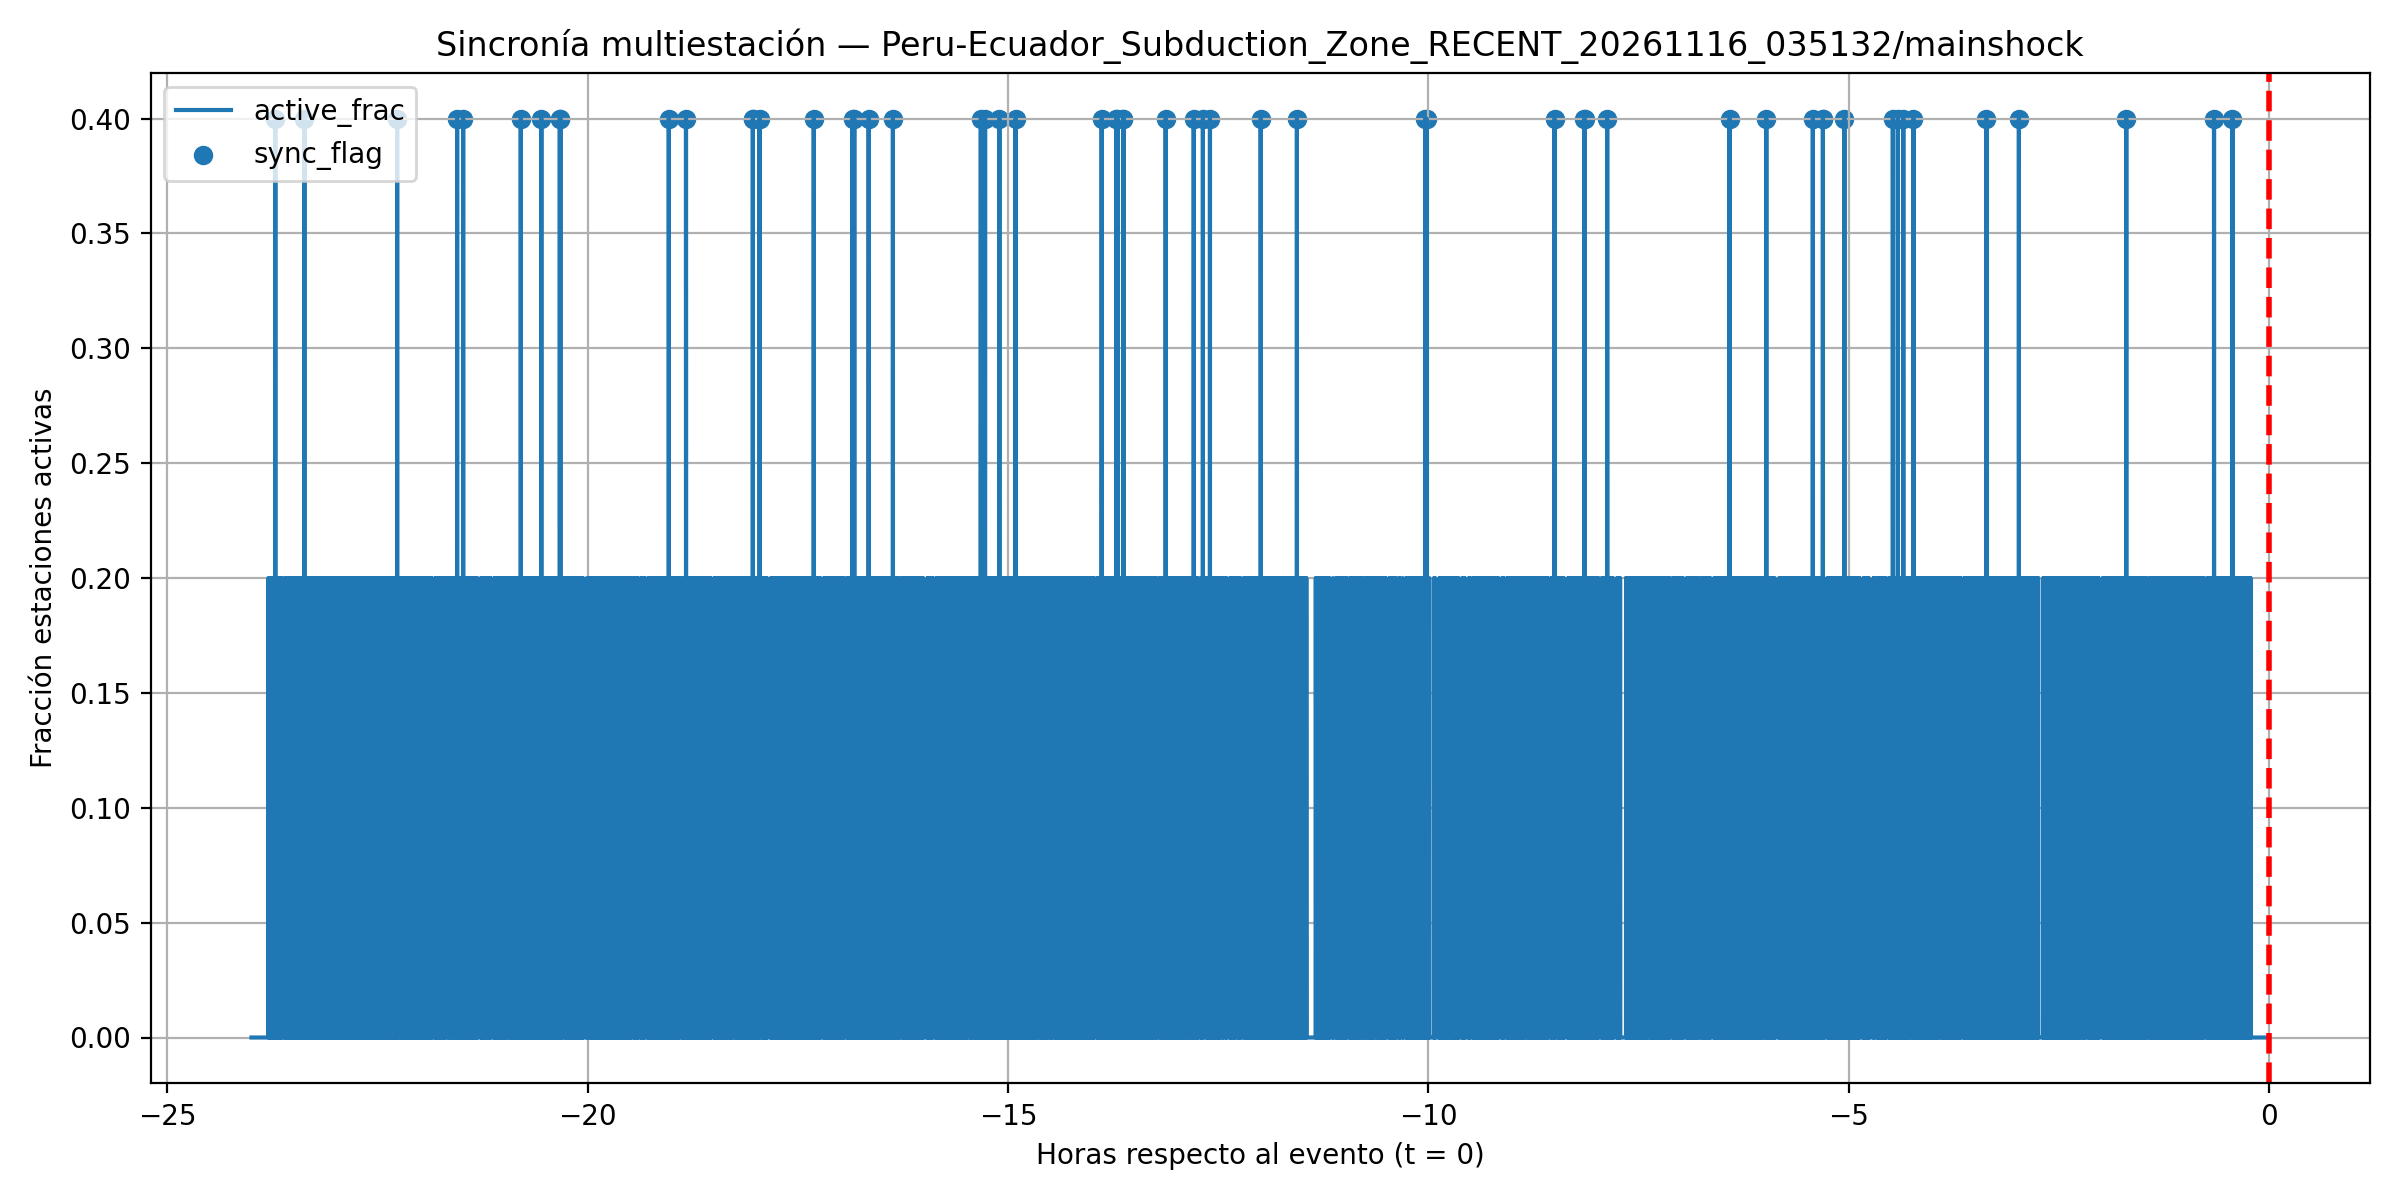 Sincronía multiestación — Peru-Ecuador_Subduction_Zone_RECENT_20261116_035132/mainshock
active_frac
sync_flag
Fracción estaciones activas
0.40
0.35
0.30
0.25
0.20
0.15
0.10
0.05
0.00
−25 −20 −15 −10 −5 0
Horas respecto al evento (t = 0)